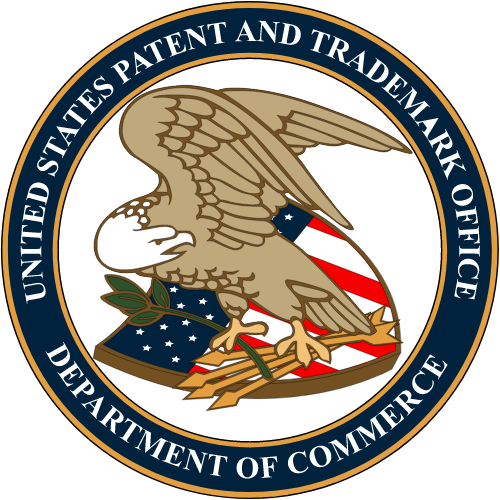 UNITED STATES PATENT AND TRADEMARK OFFICE
DEPARTMENT OF COMMERCE